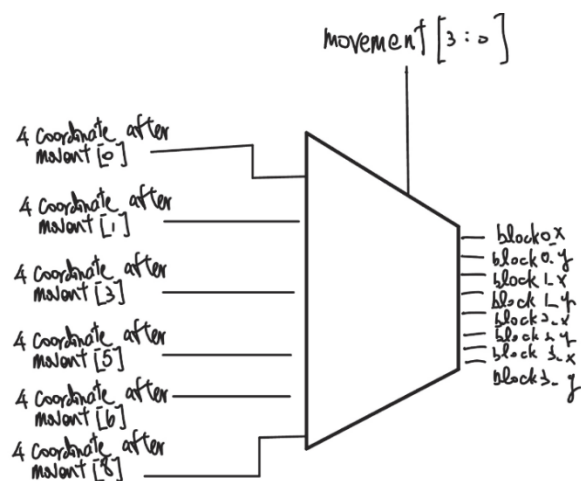 movement [3:0]
4 Coordinate after
movent [0]
4 Coordinate after
movent [1]
4 Coordinate after
movent [3]
4 Coordinate after
movent [5]
4 Coordinate after
movent [6]
4 Coordinate after
movent [8]
block0_x
block0_y
block1_x
block1_y
block2_x
block2_y
block3_x
block3_y